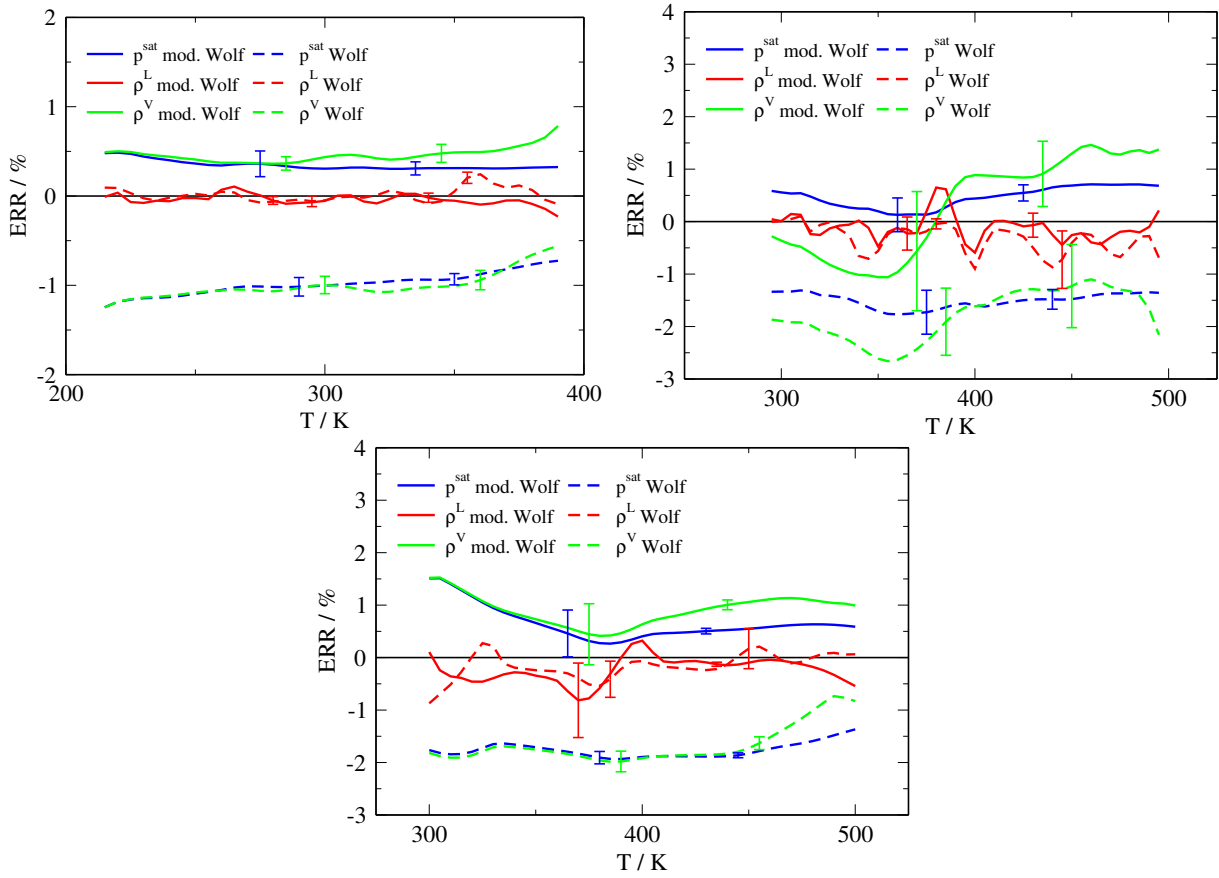 2
p^sat mod. Wolf p^sat Wolf
ρ^L mod. Wolf ρ^L Wolf
ρ^V mod. Wolf ρ^V Wolf
1
0
-1
-2
ERR / %
200 300 400
T / K
4
p^sat mod. Wolf p^sat Wolf
3
ρ^L mod. Wolf ρ^L Wolf
ρ^V mod. Wolf ρ^V Wolf
2
1
0
-1
-2
-3
ERR / %
300 400 500
T / K
4
p^sat mod. Wolf p^sat Wolf
3
ρ^L mod. Wolf ρ^L Wolf
ρ^V mod. Wolf ρ^V Wolf
2
1
0
-1
-2
-3
ERR / %
300 400 500
T / K